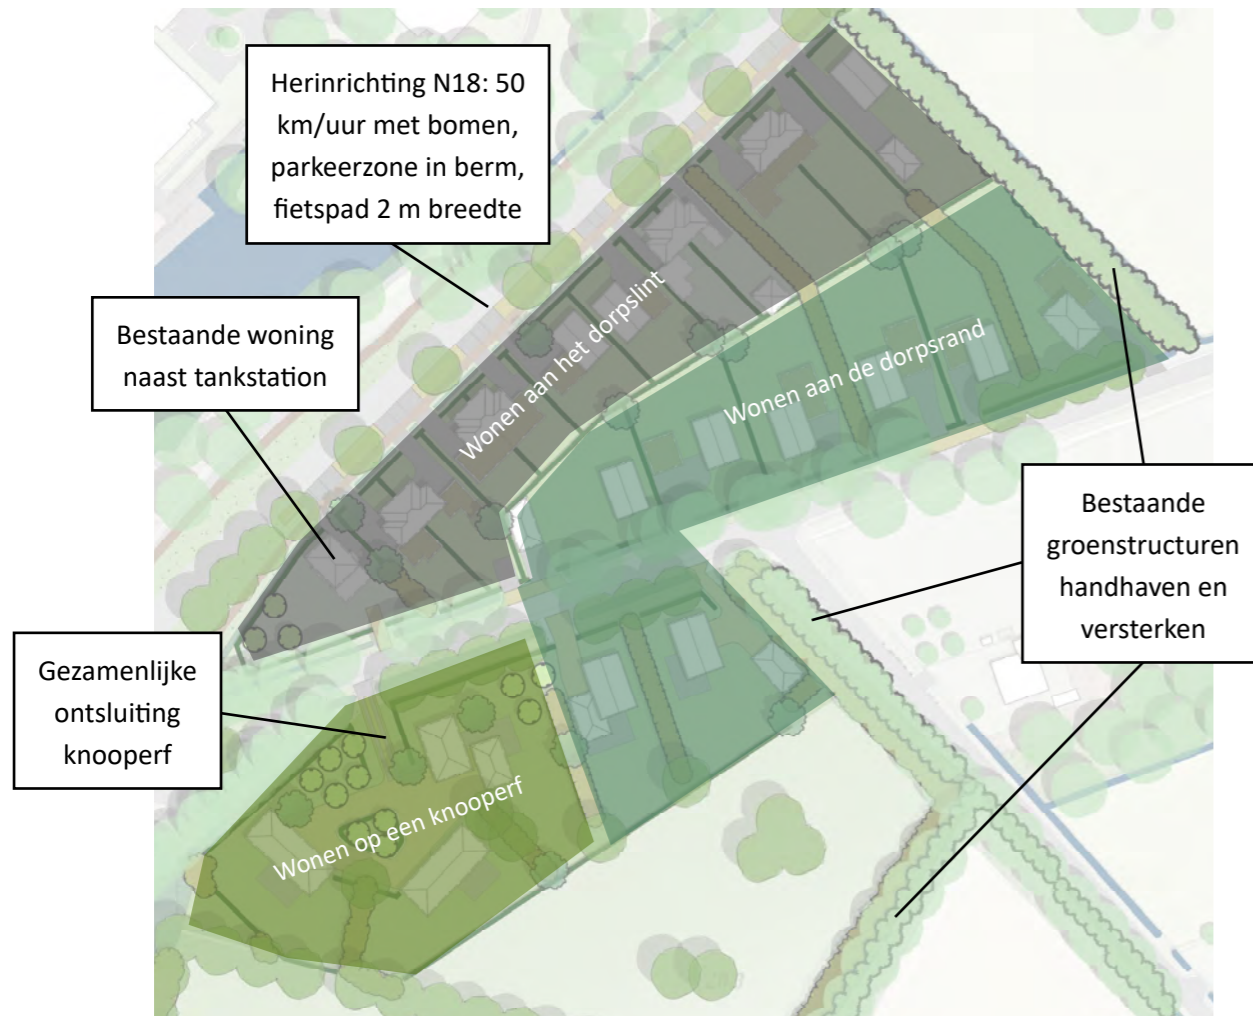 Herinrichting N18: 50
km/uur met bomen,
parkeerzone in berm,
fietspad 2 m breedte
Bestaande woning
naast tankstation
Wonen aan het dorpslint
Wonen aan de dorpsrand
Bestaande
groenstructuren
handhaven en
versterken
Gezamenlijke
ontsluiting
knooperf
Wonen op een knooperf